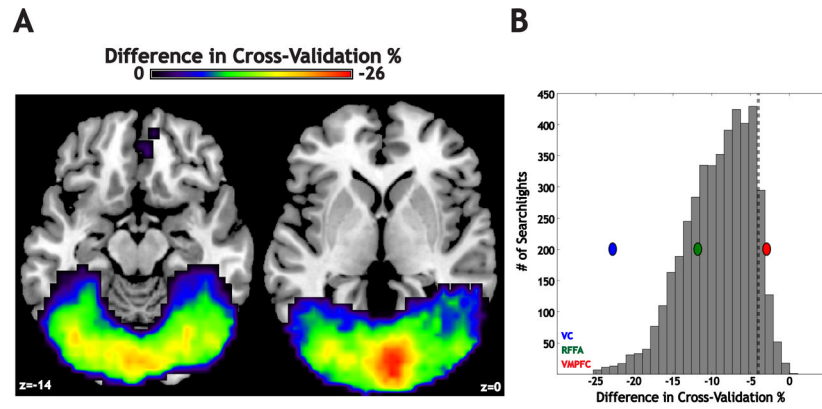 A
Difference in Cross-Validation %
0 -26
z=-14
z=0
B
450
400
350
300
250
200
150
100
50
# of Searchlights
VC
RFFA
VMPFC
-25 -20 -15 -10 -5 0
Difference in Cross-Validation %